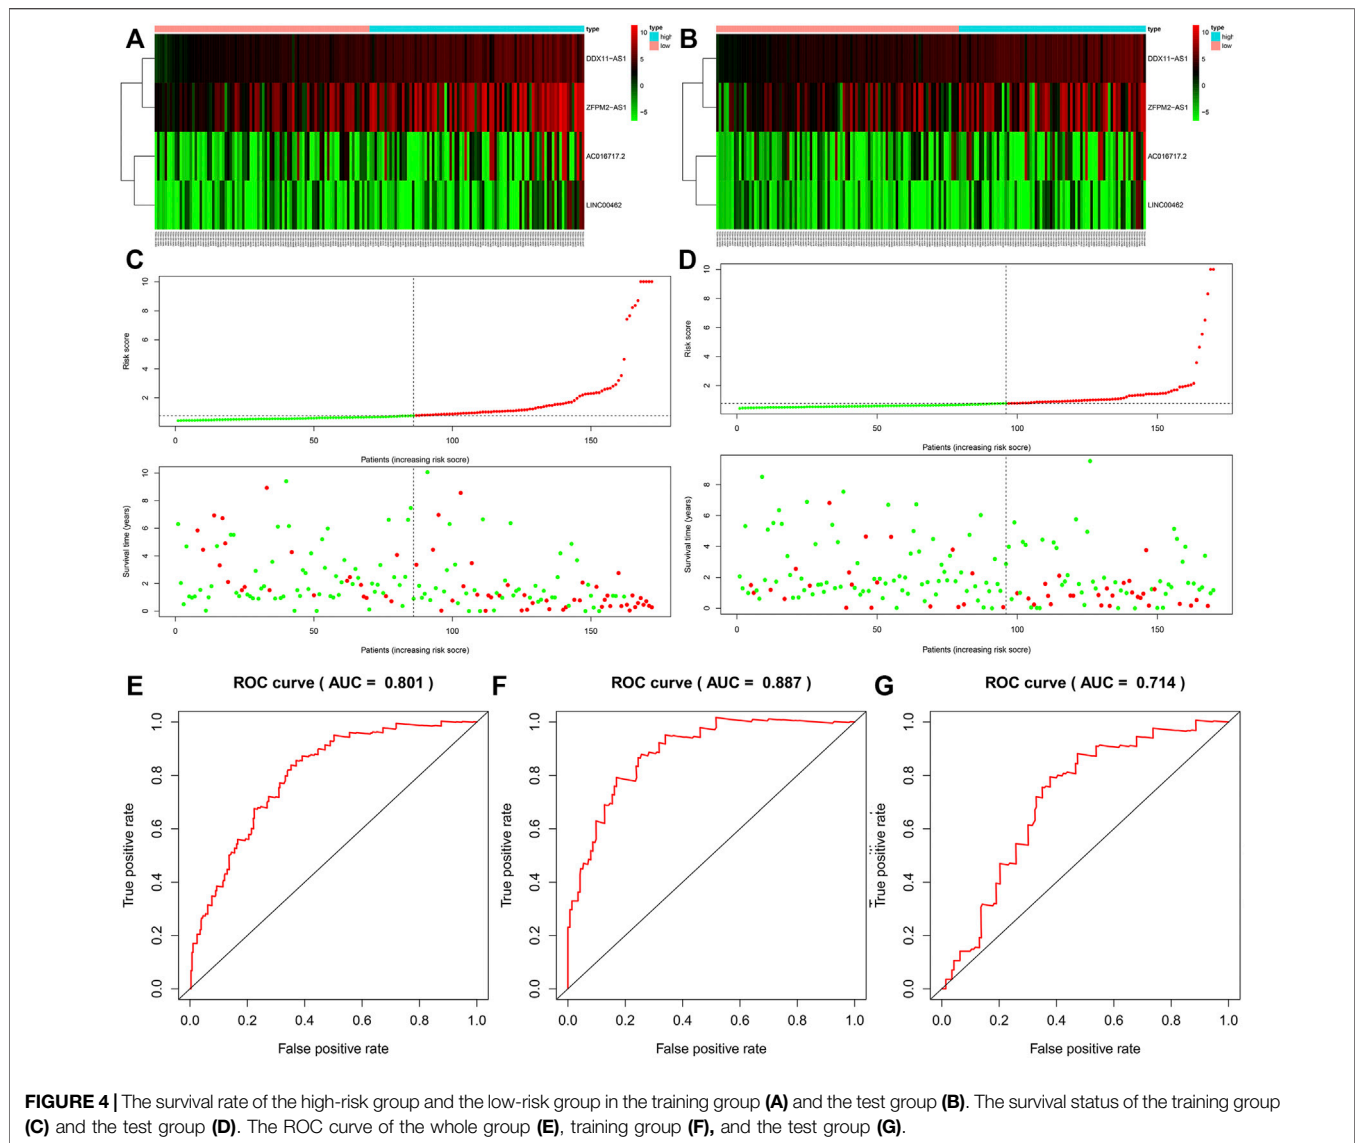 A
type
type
high
low
10
5
0
−5
DDX11−AS1
ZFPM2−AS1
AC016717.2
LINC00462
B
type
type
high
low
10
5
0
−5
DDX11−AS1
ZFPM2−AS1
AC016717.2
LINC00462
C
Risk score
10
8
6
4
2
0 50 100 150
Patients (increasing risk socre)
Survival time (years)
10
8
6
4
2
0
0 50 100 150
Patients (increasing risk socre)
D
Risk score
10
8
6
4
2
0 50 100 150
Patients (increasing risk socre)
Survival time (years)
8
6
4
2
0
0 50 100 150
Patients (increasing risk socre)
E
ROC curve ( AUC = 0.801 )
True positive rate
1.0
0.8
0.6
0.4
0.2
0.0
0.0 0.2 0.4 0.6 0.8 1.0
False positive rate
F
ROC curve ( AUC = 0.887 )
True positive rate
1.0
0.8
0.6
0.4
0.2
0.0
0.0 0.2 0.4 0.6 0.8 1.0
False positive rate
G
ROC curve ( AUC = 0.714 )
True positive rate
1.0
0.8
0.6
0.4
0.2
0.0
0.0 0.2 0.4 0.6 0.8 1.0
False positive rate
FIGURE 4 | The survival rate of the high-risk group and the low-risk group in the training group (A) and the test group (B). The survival status of the training group
(C) and the test group (D). The ROC curve of the whole group (E), training group (F), and the test group (G).